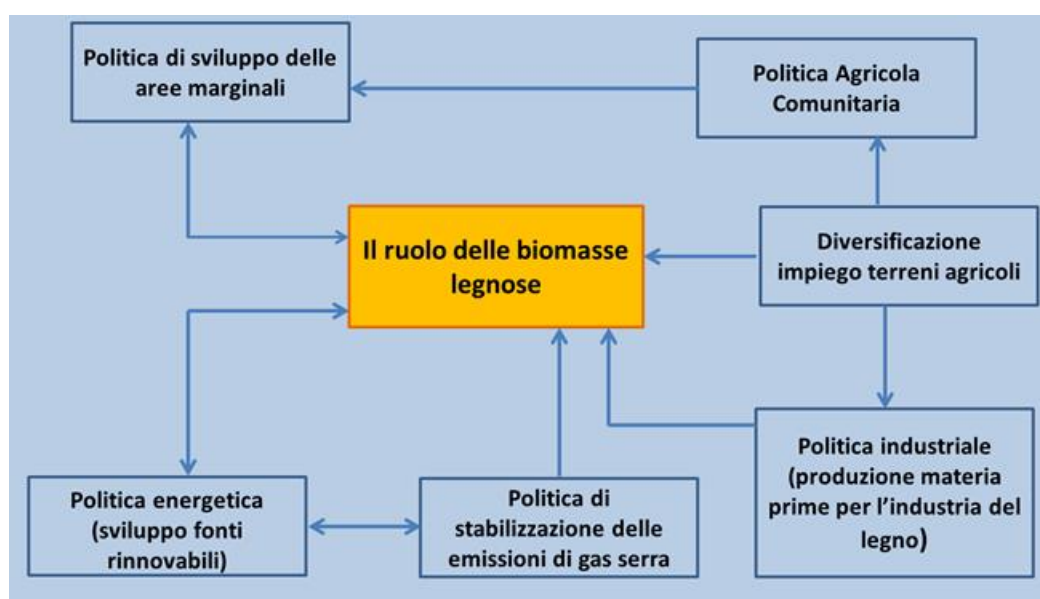 Politica di sviluppo delle
aree marginali
Politica Agricola
Comunitaria
Il ruolo delle biomasse
legnose
Diversificazione
impiego terreni agricoli
Politica energetica
(sviluppo fonti
rinnovabili)
Politica di
stabilizzazione delle
emissioni di gas serra
Politica industriale
(produzione materia
prime per l'industria del
legno)